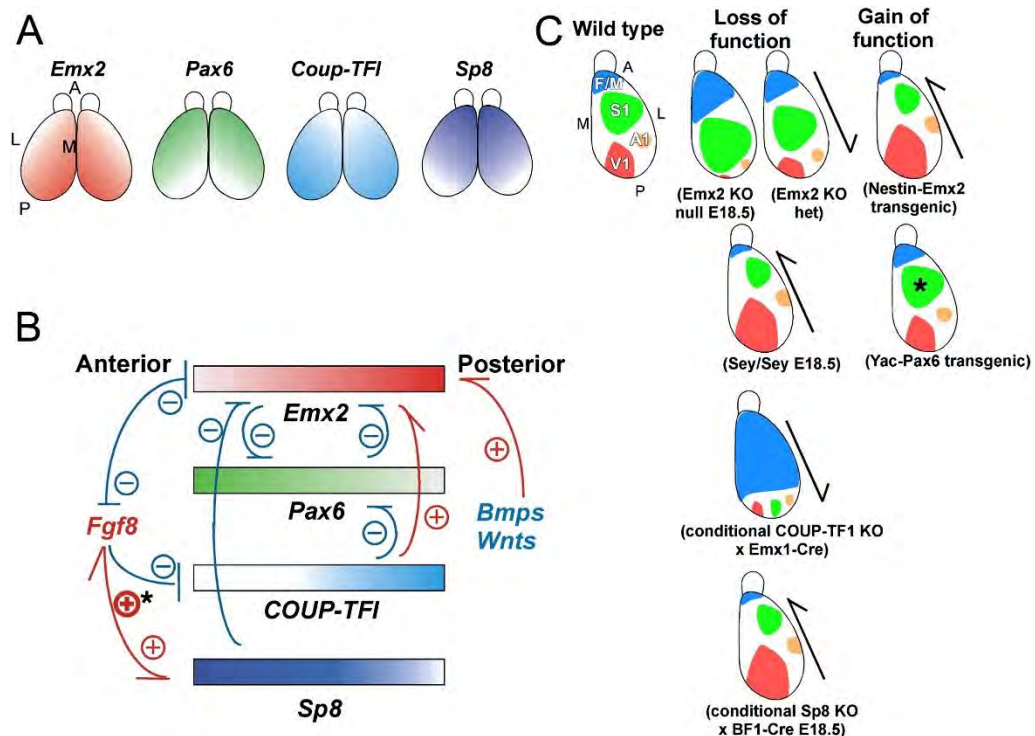 A
Emx2
Pax6
Coup-TFI
Sp8
A
L
M
P
B
Anterior
Posterior
Emx2
Pax6
COUP-TFI
Sp8
Fgf8
Bmps
Wnts
−
−
−
−
−
−
−
+
+
+
+*
C
Wild type
Loss of
function
Gain of
function
A
F/M
S1
M
L
A1
V1
P
(Emx2 KO
null E18.5)
(Emx2 KO
het)
(Nestin-Emx2
transgenic)
(Sey/Sey E18.5)
*
(Yac-Pax6 transgenic)
(conditional COUP-TF1 KO
x Emx1-Cre)
(conditional Sp8 KO
x BF1-Cre E18.5)